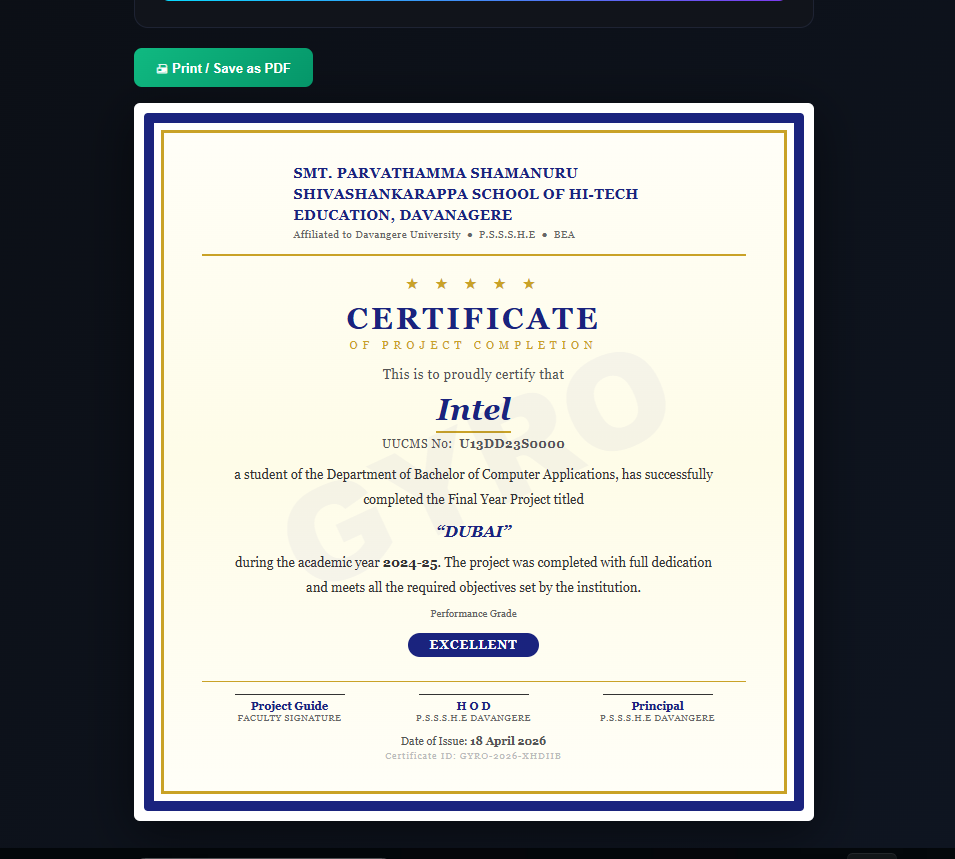 Print / Save as PDF
SMT. PARVATHAMMA SHAMANURU
SHIVASHANKARAPPA SCHOOL OF HI-TECH
EDUCATION, DAVANAGERE
Affiliated to Davangere University ● P.S.S.S.H.E ● BEA
★ ★ ★ ★ ★
CERTIFICATE
OF PROJECT COMPLETION
This is to proudly certify that
Intel
UUCMS No: U13DD23S0000
GYRO
a student of the Department of Bachelor of Computer Applications, has successfully
completed the Final Year Project titled
“DUBAI”
during the academic year 2024-25. The project was completed with full dedication
and meets all the required objectives set by the institution.
Performance Grade
EXCELLENT
Project Guide
FACULTY SIGNATURE
H O D
P.S.S.S.H.E DAVANGERE
Principal
P.S.S.S.H.E DAVANGERE
Date of Issue: 18 April 2026
Certificate ID: GYRO-2026-XHDIIB